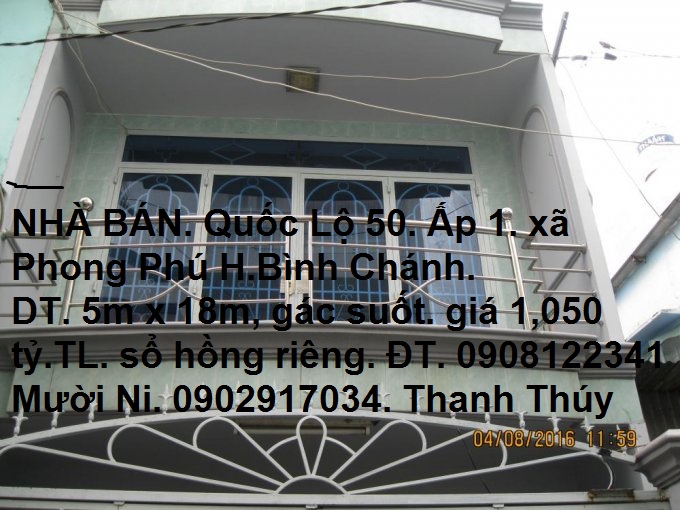 NHÀ BÁN. Quốc Lộ 50. Ấp 1. xã
Phong Phú H.Bình Chánh.
DT. 5m x 18m, gác suốt. giá 1,050
tỷ.TL. sổ hồng riêng. ĐT. 0908122341.
Mười Ni. 0902917034. Thanh Thúy
04/08/2016 11:59